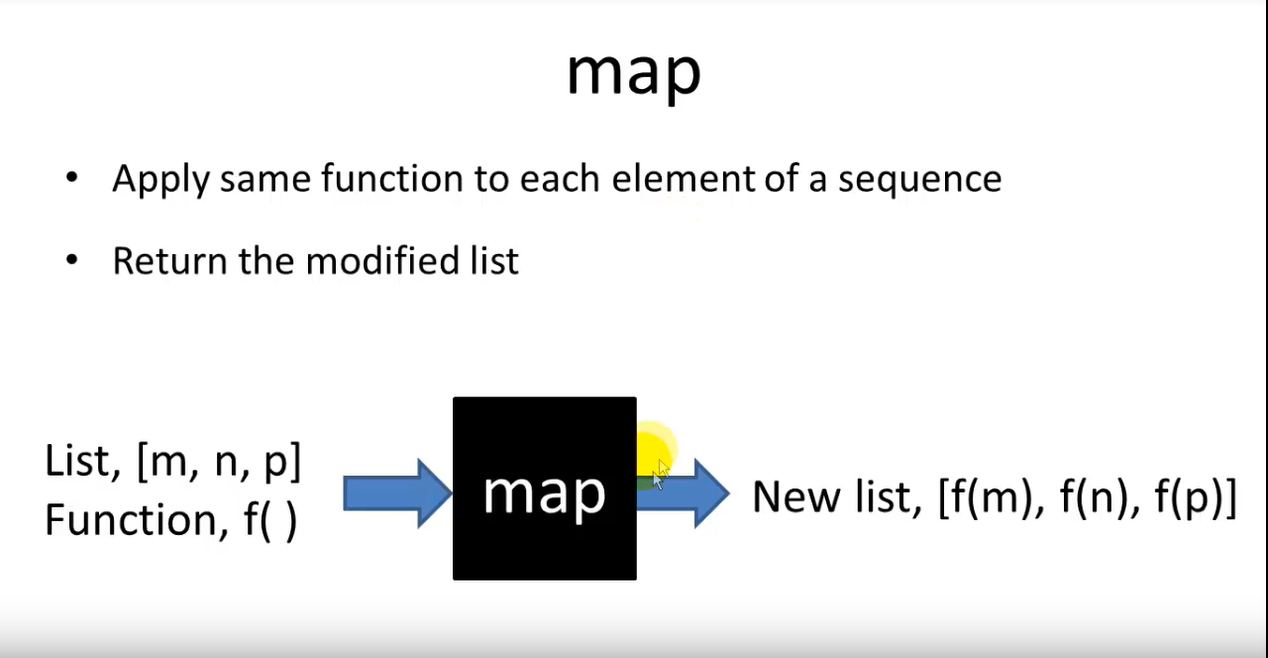 map
• Apply same function to each element of a sequence
• Return the modified list
List, [m, n, p]
Function, f( )
map
New list, [f(m), f(n), f(p)]